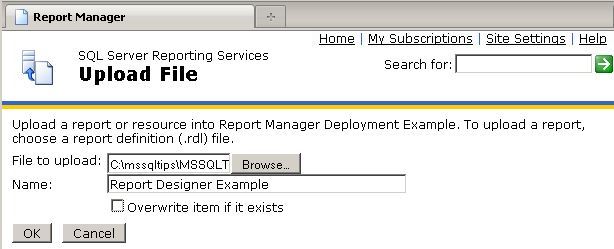 Report Manager
Home | My Subscriptions | Site Settings | Help
SQL Server Reporting Services
Upload File
Search for:
Upload a report or resource into Report Manager Deployment Example. To upload a report,
choose a report definition (.rdl) file.
File to upload: C:\mssqltips\MSSQLT Browse...
Name: Report Designer Example
Overwrite item if it exists
OK Cancel